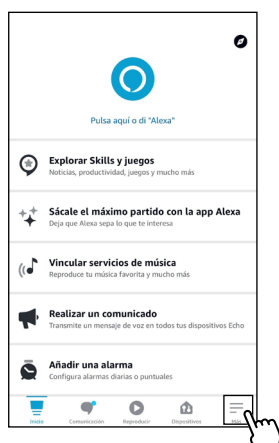 Pulsa aquí o di "Alexa"
Explorar Skills y juegos
Noticias, productividad, juegos y mucho más
Sácale el máximo partido con la app Alexa
Deja que Alexa sepa lo que te interesa
Vincular servicios de música
Reproduce tu música favorita y mucho más
Realizar un comunicado
Transmite un mensaje de voz en todos tus dispositivos Echo
Añadir una alarma
Configura alarmas diarias o puntuales
Inicio Comunicación Reproducir Dispositivos Más